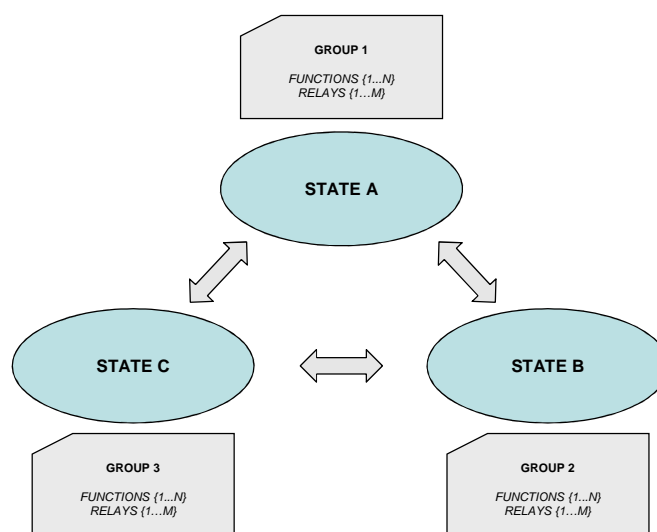 GROUP 1
FUNCTIONS {1...N}
RELAYS {1...M}
STATE A
STATE C
STATE B
GROUP 3
FUNCTIONS {1...N}
RELAYS {1...M}
GROUP 2
FUNCTIONS {1...N}
RELAYS {1...M}